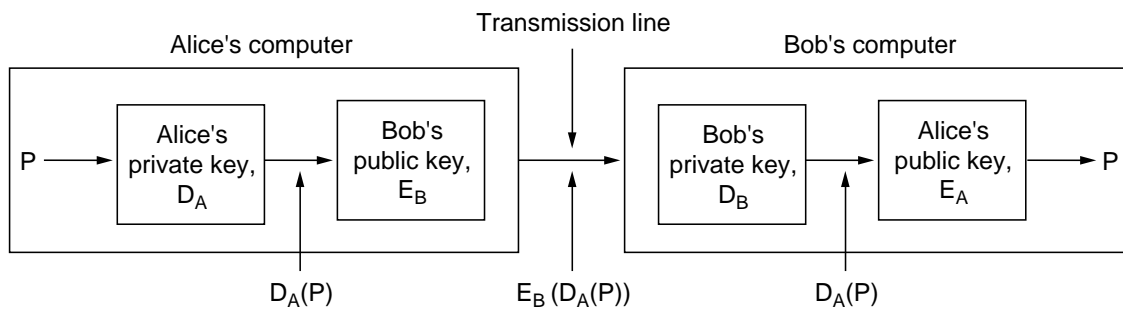 Transmission line
Alice's computer
Bob's computer
P
Alice's
private key,
D_A
Bob's
public key,
E_B
Bob's
private key,
D_B
Alice's
public key,
E_A
P
D_A(P)
E_B (D_A(P))
D_A(P)